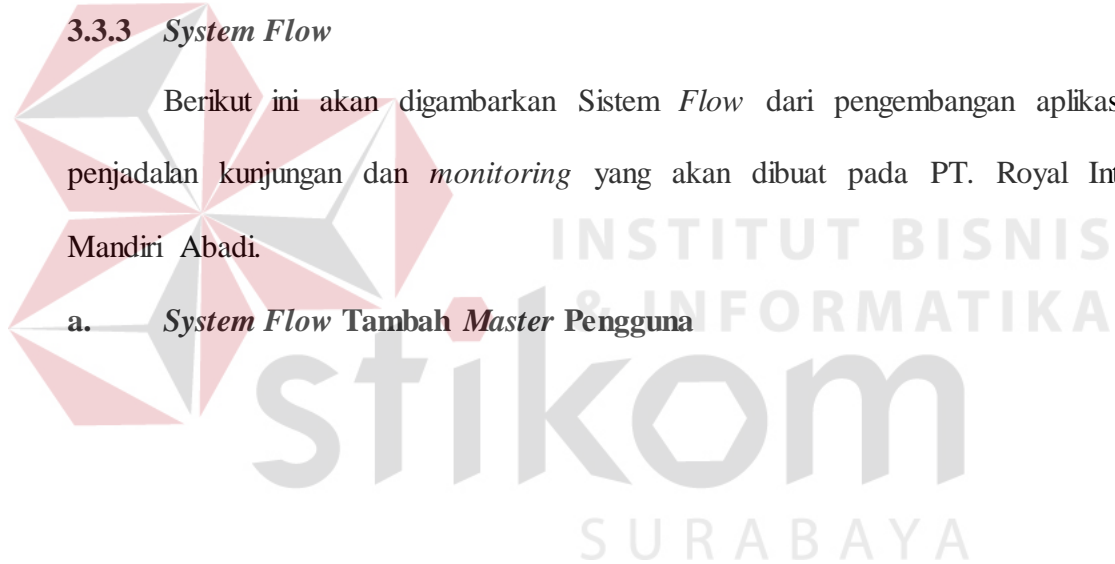 3.3.3 System Flow
Berikut ini akan digambarkan Sistem Flow dari pengembangan aplikas
penjadalan kunjungan dan monitoring yang akan dibuat pada PT. Royal Int
Mandiri Abadi.
INSTITUT BISNIS
& INFORMATIKA
a. System Flow Tambah Master Pengguna
stikom
SURABAYA